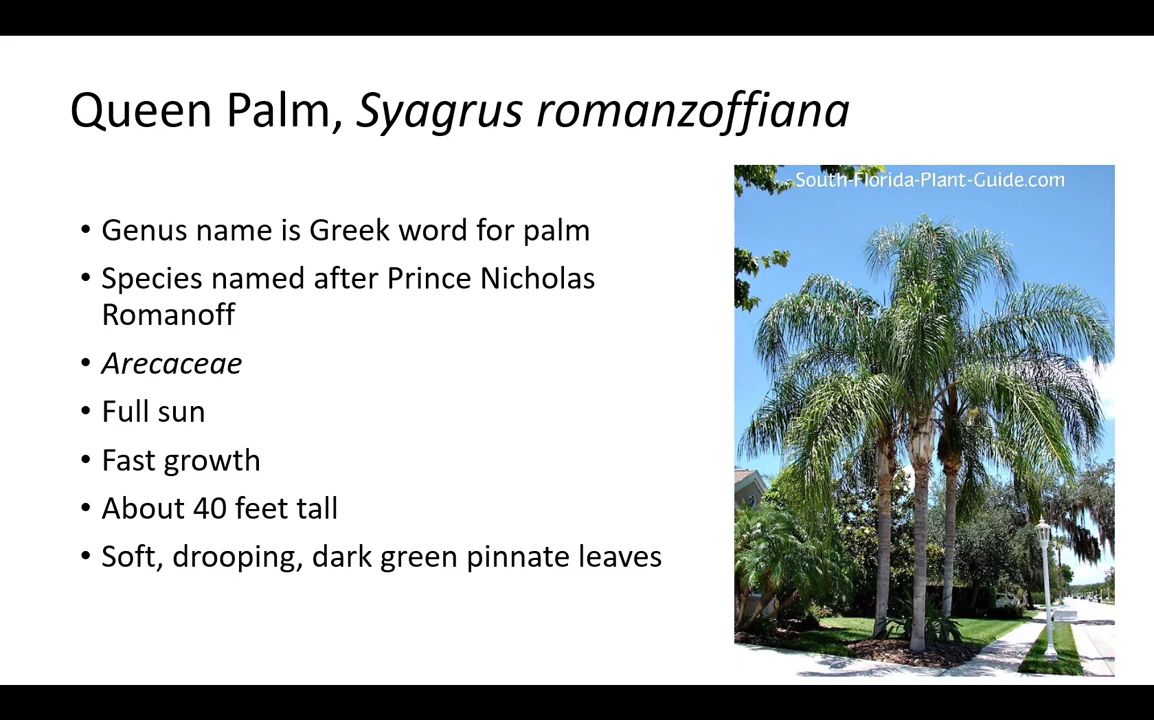 Queen Palm, Syagrus romanzoffiana
South-Florida-Plant-Guide.com
• Genus name is Greek word for palm
• Species named after Prince Nicholas
Romanoff
• Arecaceae
• Full sun
• Fast growth
• About 40 feet tall
• Soft, drooping, dark green pinnate leaves